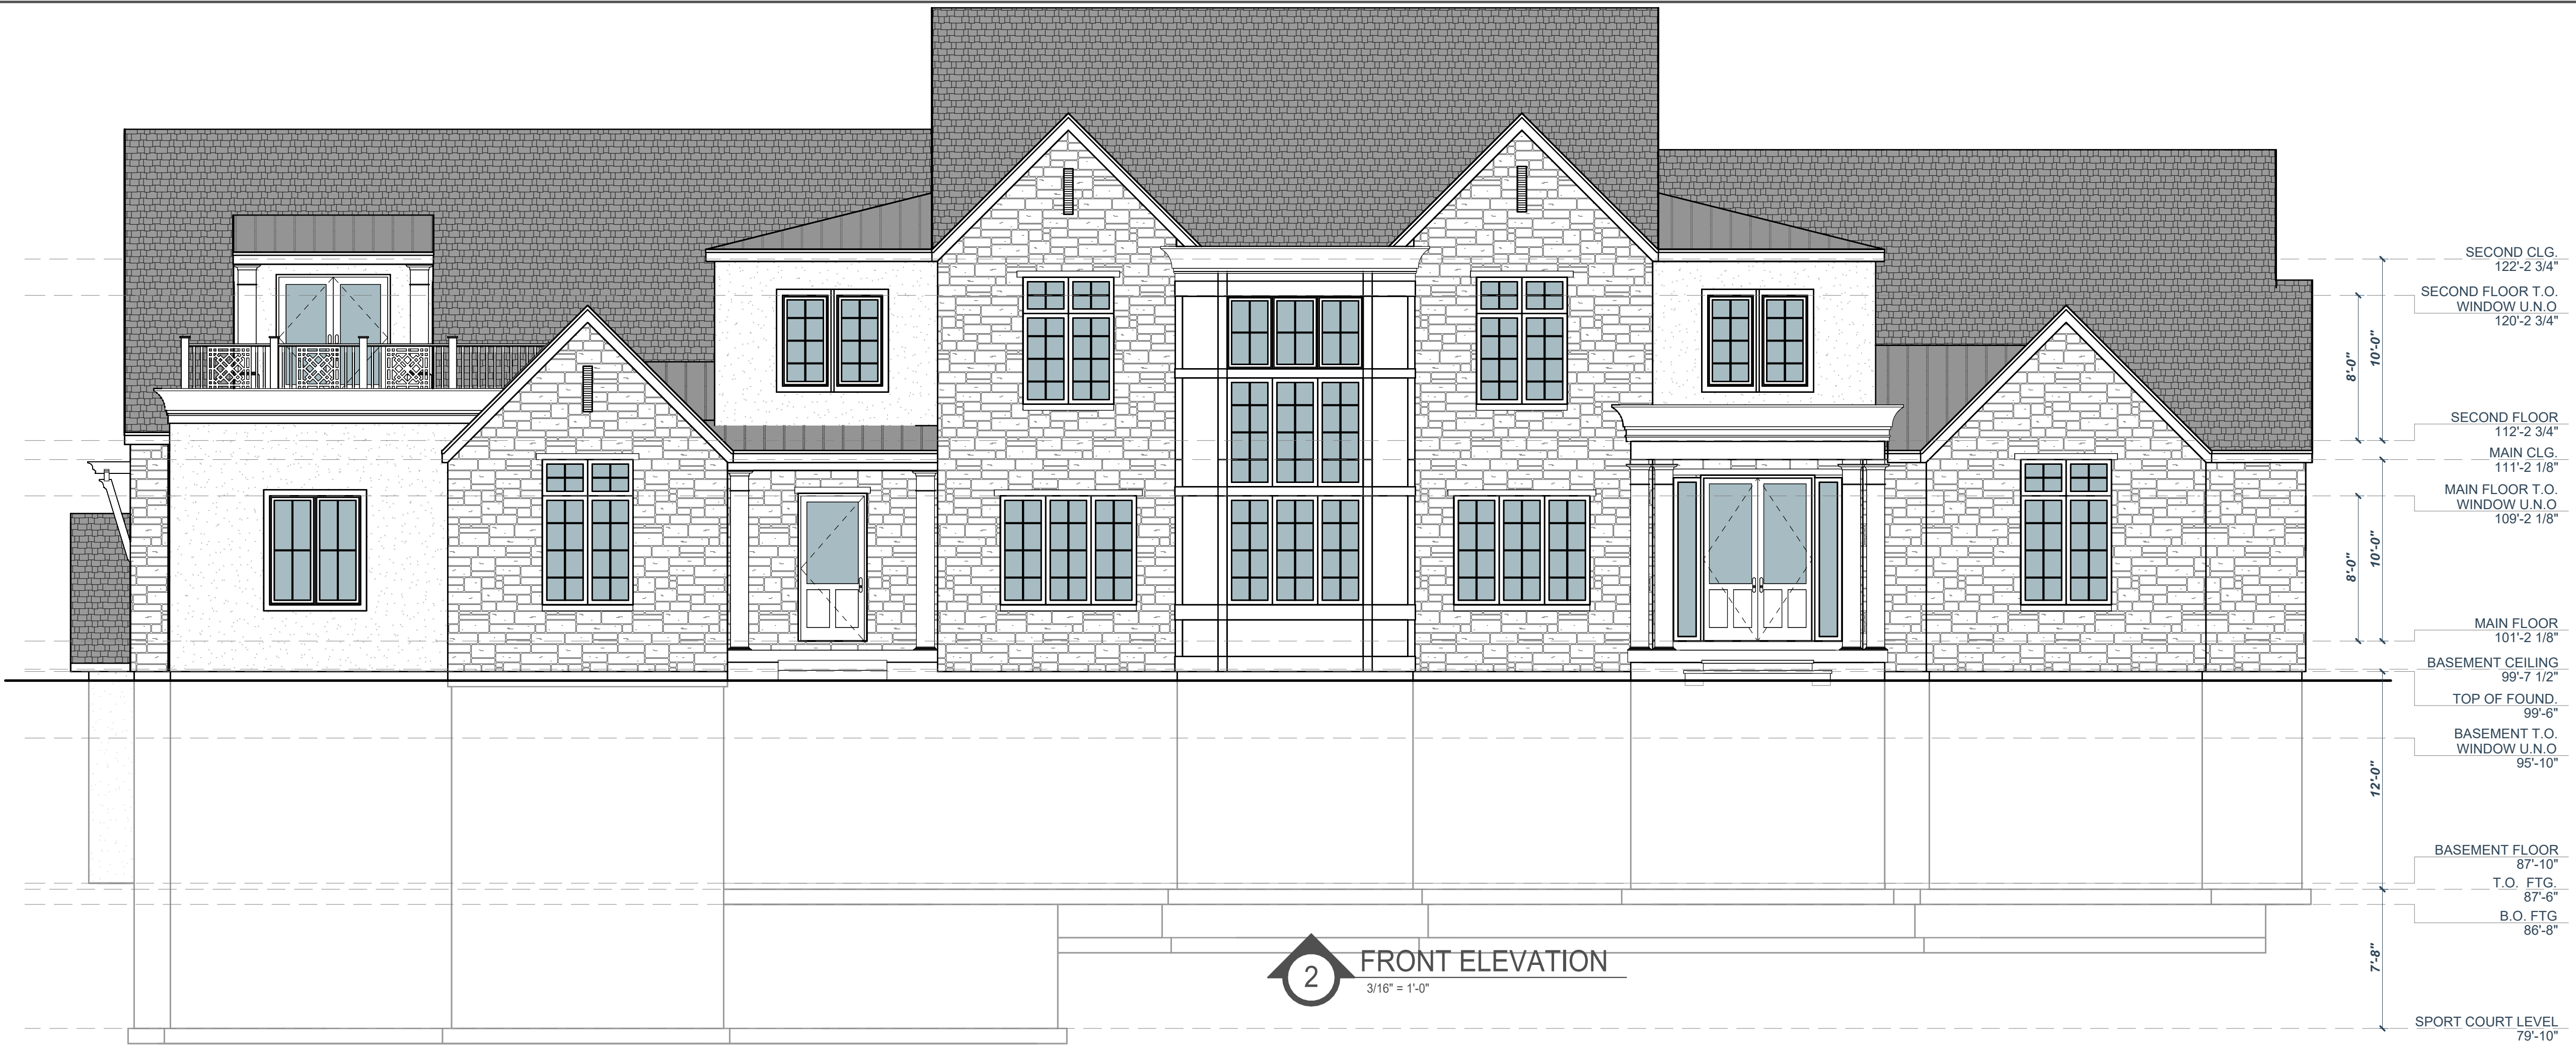 SECOND CLG.
122'-2 3/4"
SECOND FLOOR T.O.
WINDOW U.N.O
120'-2 3/4"
8'-0"
10'-0"
SECOND FLOOR
112'-2 3/4"
MAIN CLG.
111'-2 1/8"
MAIN FLOOR T.O.
WINDOW U.N.O
109'-2 1/8"
8'-0"
10'-0"
MAIN FLOOR
101'-2 1/8"
BASEMENT CEILING
99'-7 1/2"
TOP OF FOUND.
99'-6"
BASEMENT T.O.
WINDOW U.N.O
95'-10"
12'-0"
BASEMENT FLOOR
87'-10"
T.O. FTG.
87'-6"
B.O. FTG
86'-8"
7'-8"
2
FRONT ELEVATION
3/16" = 1'-0"
SPORT COURT LEVEL
79'-10"